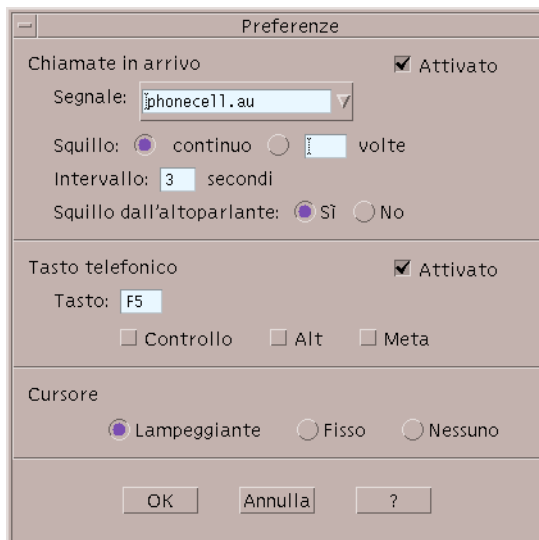 Preferenze
Chiamate in arrivo Attivato
Segnale: phonecell.au
Squillo: continuo volte
Intervallo: 3 secondi
Squillo dall'altoparlante: Sì No
Tasto telefonico Attivato
Tasto: F5
Controllo Alt Meta
Cursore
Lampeggiante Fisso Nessuno
OK Annulla ?